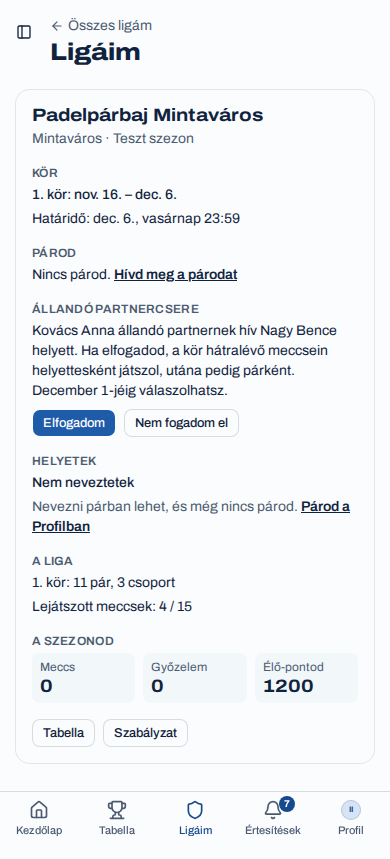 Összes ligám
Ligáim
Padelpárbaj Mintaváros
Mintaváros · Teszt szezon
KÖR
1. kör: nov. 16. – dec. 6.
Határidő: dec. 6., vasárnap 23:59
PÁROD
Nincs párod. Hívd meg a párodat
ÁLLANDÓ PARTNERCSERE
Kovács Anna állandó partnernek hív Nagy Bence
helyett. Ha elfogadod, a kör hátralévő meccsein
helyettesként játszol, utána pedig párként.
December 1-jéig válaszolhatsz.
Elfogadom
Nem fogadom el
HELYETEK
Nem neveztetek
Nevezni párban lehet, és még nincs párod. Párod a
Profilban
A LIGA
1. kör: 11 pár, 3 csoport
Lejátszott meccsek: 4 / 15
A SZEZONOD
Meccs
0
Győzelem
0
Élő-pontod
1200
Tabella
Szabályzat
7
II
Kezdőlap
Tabella
Ligáim
Értesítések
Profil